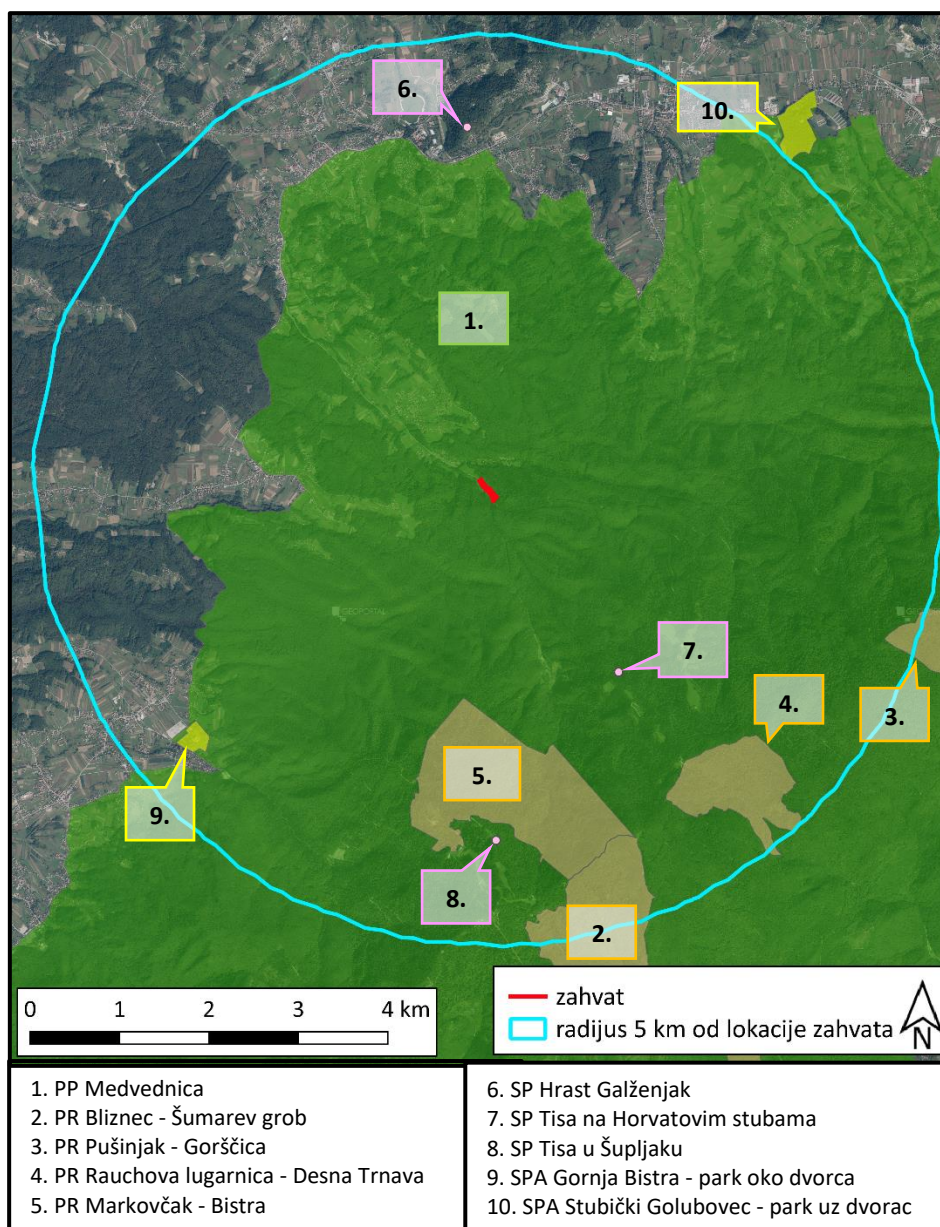 6.
10.
1.
GEOPORTAL
7.
4.
3.
5.
9.
8.
2.
0 1 2 3 4 km
zahvat
radijus 5 km od lokacije zahvata
N
1. PP Medvednica
2. PR Bliznec - Šumarev grob
3. PR Pušinjak - Gorščica
4. PR Rauchova lugarnica - Desna Trnava
5. PR Markovčak - Bistra
6. SP Hrast Galženjak
7. SP Tisa na Horvatovim stubama
8. SP Tisa u Šupljaku
9. SPA Gornja Bistra - park oko dvorca
10. SPA Stubički Golubovec - park uz dvorac